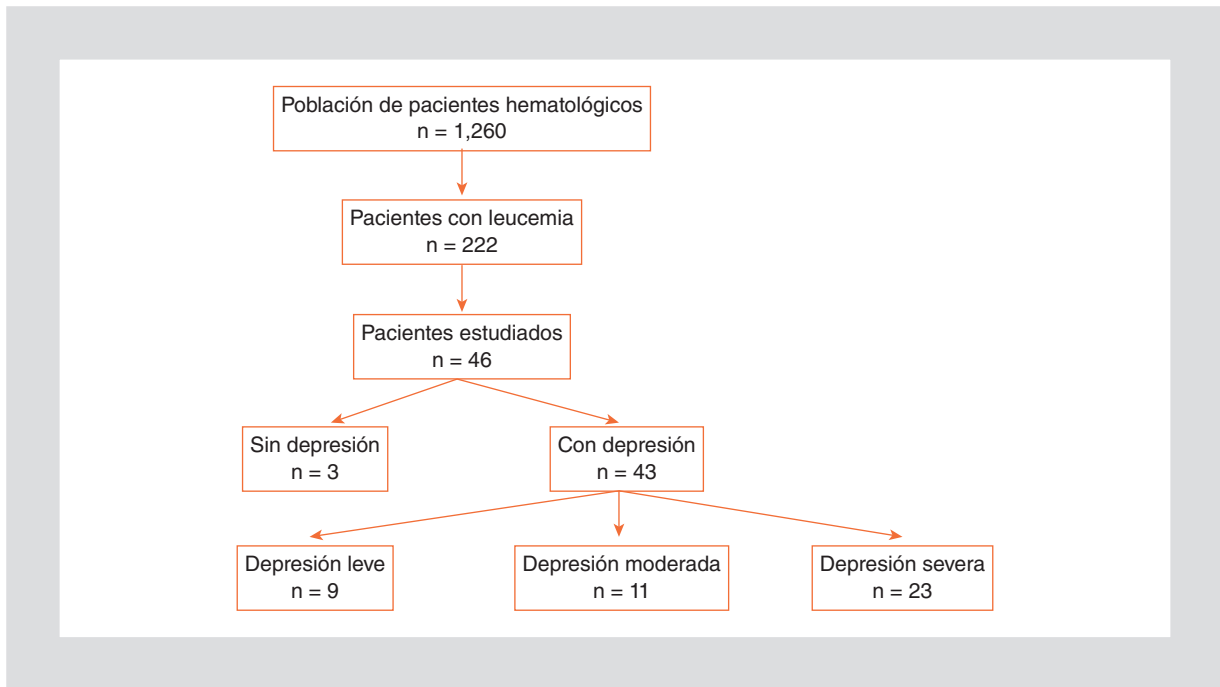 Población de pacientes hematológicos
n = 1,260
Pacientes con leucemia
n = 222
Pacientes estudiados
n = 46
Sin depresión
n = 3
Con depresión
n = 43
Depresión leve
n = 9
Depresión moderada
n = 11
Depresión severa
n = 23